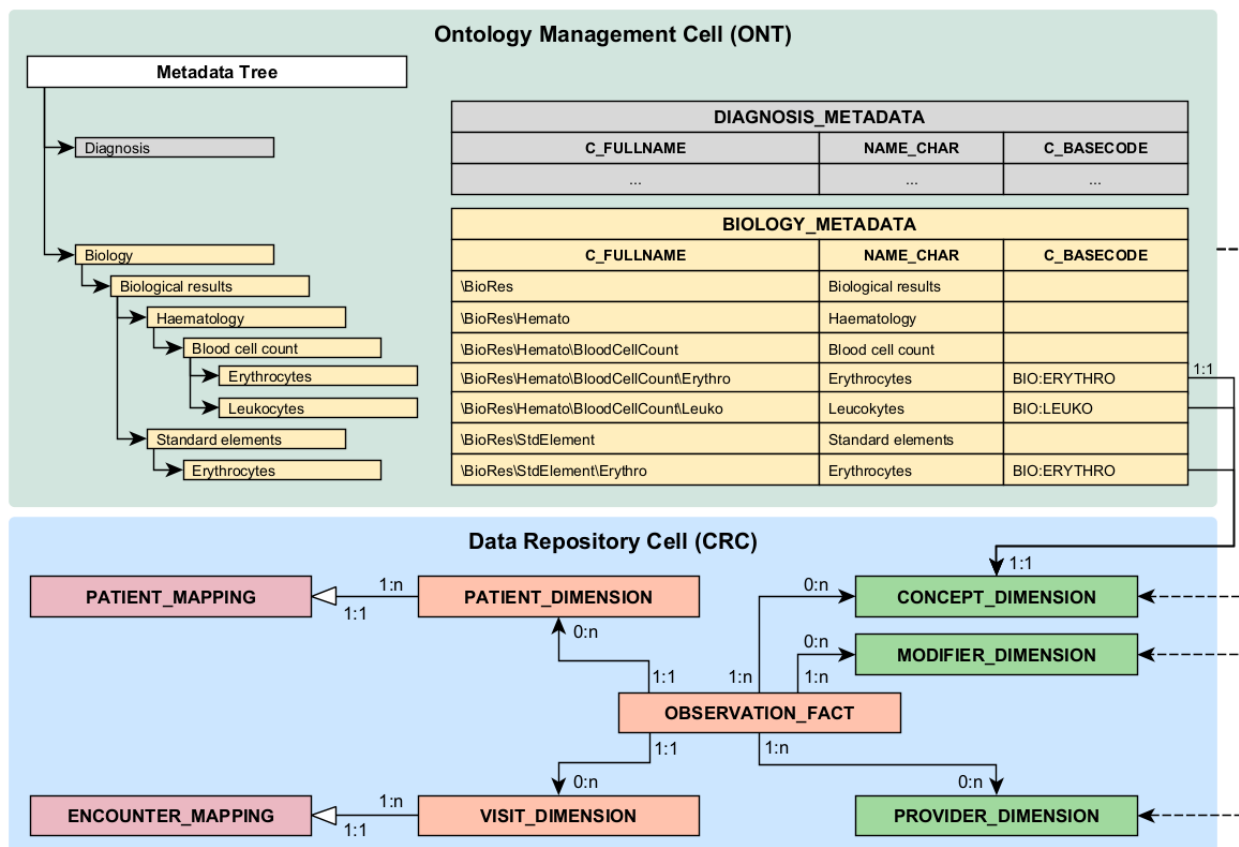 Ontology Management Cell (ONT)
Metadata Tree
Diagnosis
Biology
Biological results
Haematology
Blood cell count
Erythrocytes
Leukocytes
Standard elements
Erythrocytes
DIAGNOSIS_METADATA
C_FULLNAME NAME_CHAR C_BASECODE
... ... ...
BIOLOGY_METADATA
C_FULLNAME NAME_CHAR C_BASECODE
\BioRes Biological results
\BioRes\Hemato Haematology
\BioRes\Hemato\BloodCellCount Blood cell count
\BioRes\Hemato\BloodCellCount\Erythro Erythrocytes BIO:ERYTHRO
\BioRes\Hemato\BloodCellCount\Leuko Leucokytes BIO:LEUKO
\BioRes\StdElement Standard elements
\BioRes\StdElement\Erythro Erythrocytes BIO:ERYTHRO
1:1
Data Repository Cell (CRC)
1:1
PATIENT_MAPPING 1:1 1:n PATIENT_DIMENSION
0:n CONCEPT_DIMENSION
0:n
0:n MODIFIER_DIMENSION
1:1 1:n 1:n
OBSERVATION_FACT
1:1 1:n
0:n 0:n
ENCOUNTER_MAPPING 1:1 1:n VISIT_DIMENSION
PROVIDER_DIMENSION